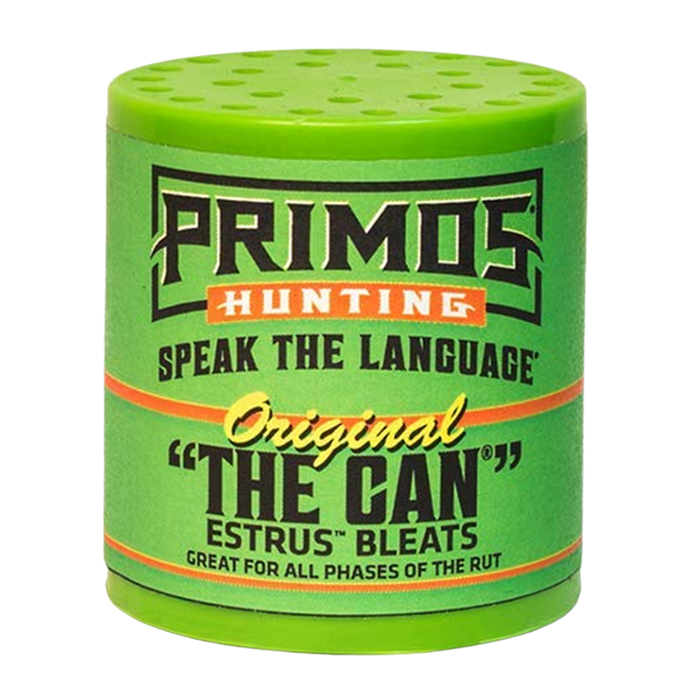 PRIMOS®
HUNTING
SPEAK THE LANGUAGE®
Original
“THE CAN®”
ESTRUS™ BLEATS
GREAT FOR ALL PHASES OF THE RUT